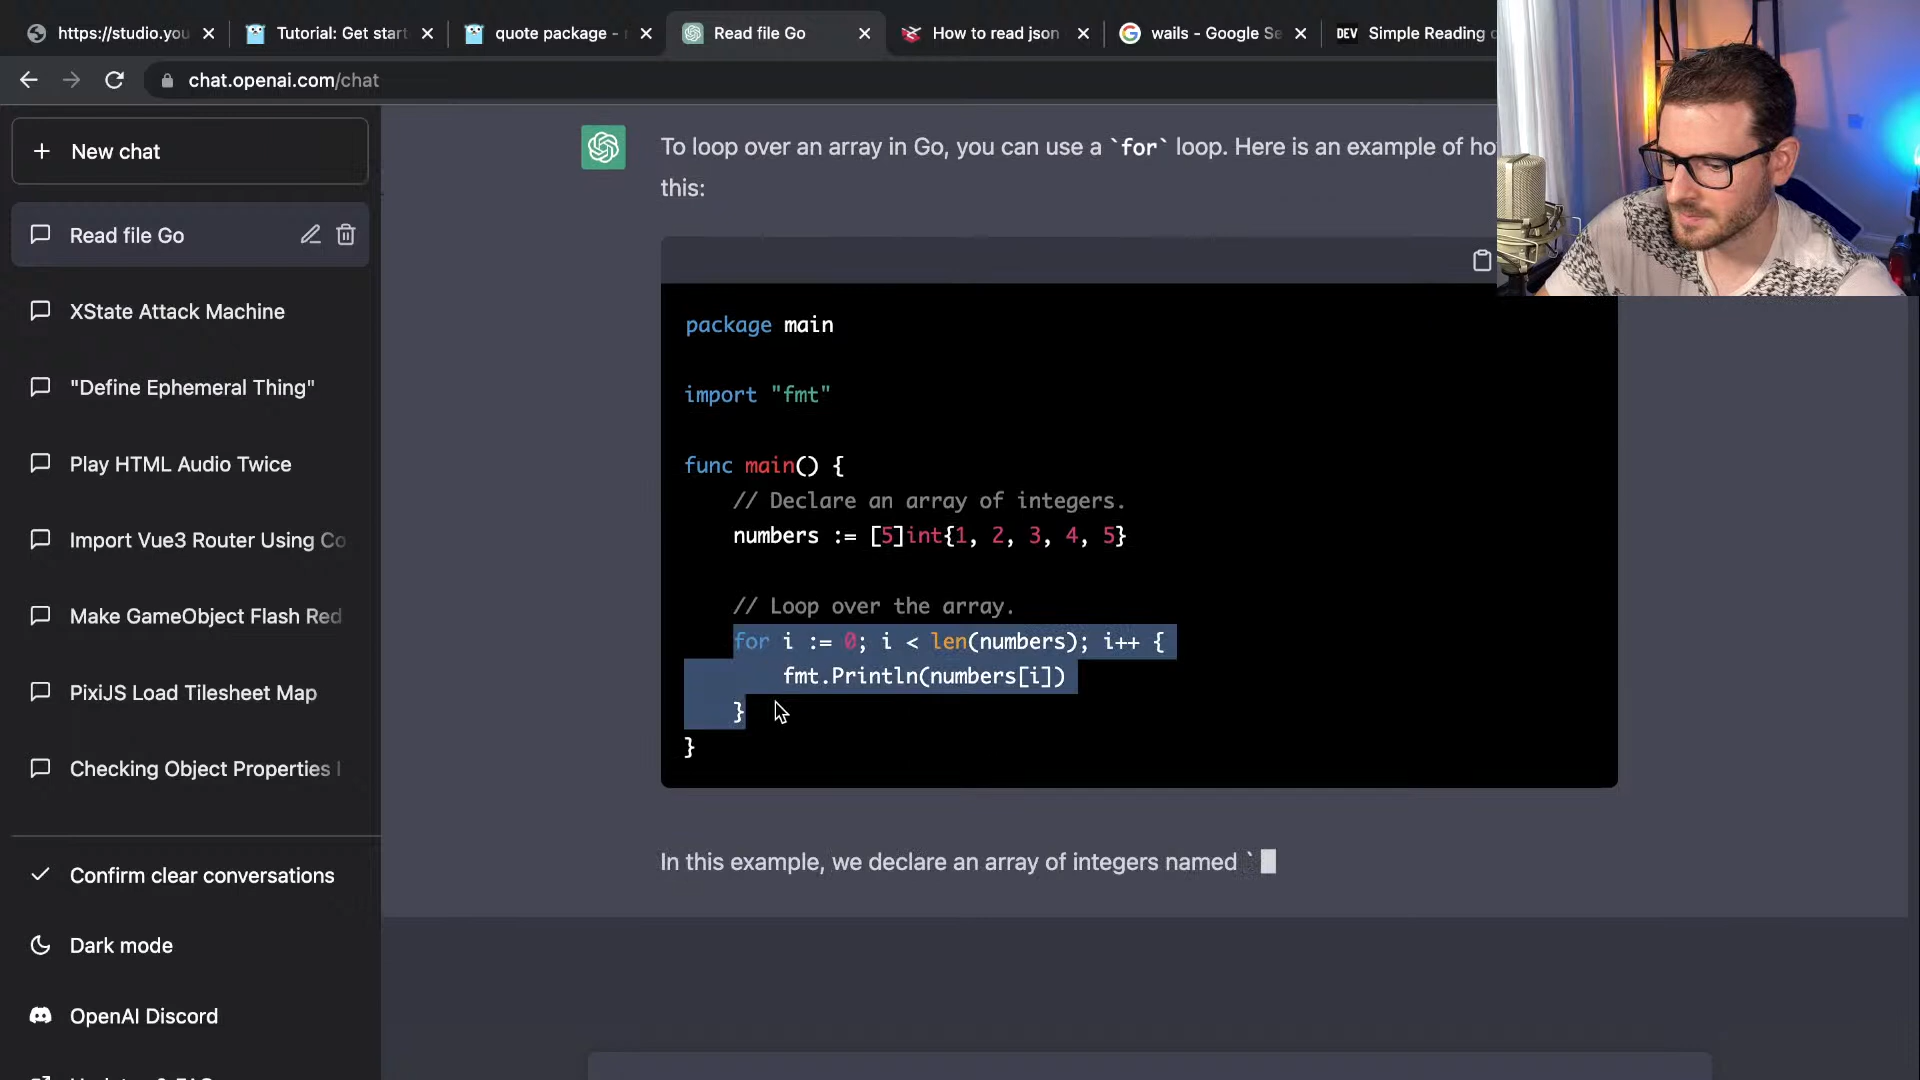 https://studio.you
Tutorial: Get start
quote package -
Read file Go
How to read json
wails - Google Se
DEV
Simple Reading
chat.openai.com/chat
New chat
Read file Go
XState Attack Machine
"Define Ephemeral Thing"
Play HTML Audio Twice
Import Vue3 Router Using Co
Make GameObject Flash Red
PixiJS Load Tilesheet Map
Checking Object Properties
Confirm clear conversations
Dark mode
OpenAI Discord
To loop over an array in Go, you can use a `for` loop. Here is an example of ho
this:
package main
import "fmt"
func main() {
// Declare an array of integers.
numbers := [5]int{1, 2, 3, 4, 5}
// Loop over the array.
for i := 0; i < len(numbers); i++ {
fmt.Println(numbers[i])
}
}
In this example, we declare an array of integers named `